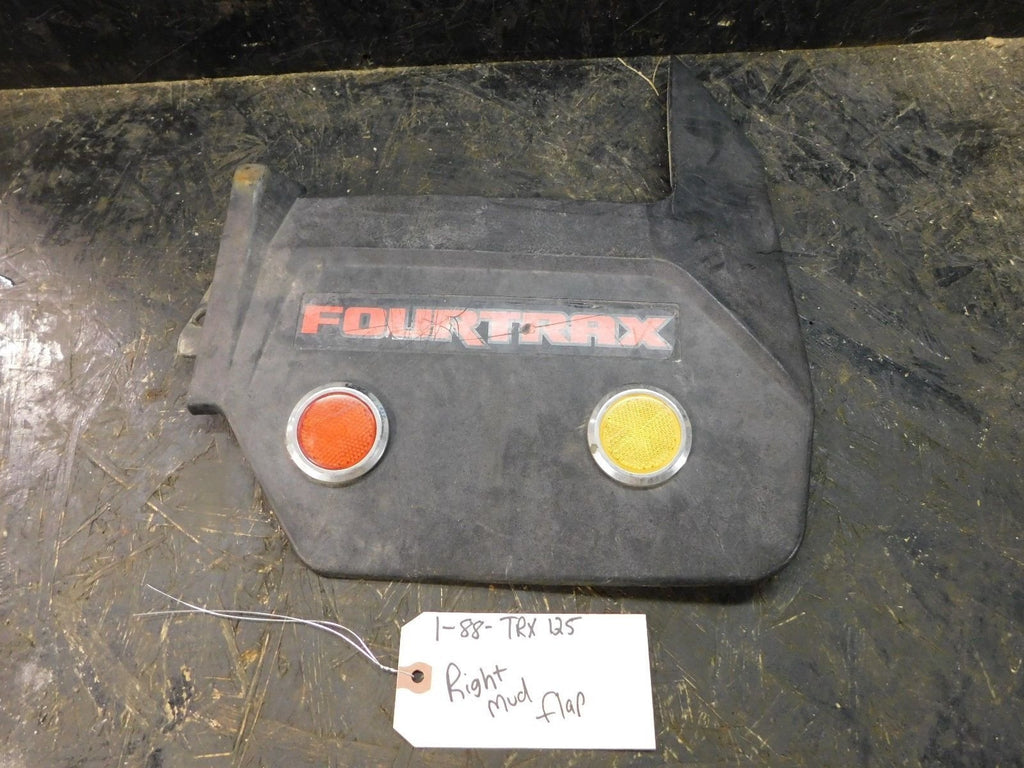 FOURTRAX
1-88-TRX 125
Right
mud flap